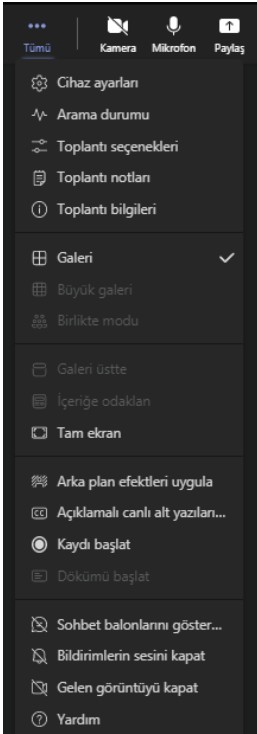 Tümü Kamera Mikrofon Paylaş
Cihaz ayarları
Arama durumu
Toplantı seçenekleri
Toplantı notları
Toplantı bilgileri
Galeri
Büyük galeri
Birlikte modu
Galeri üstte
İçeriğe odaklan
Tam ekran
Arka plan efektleri uygula
CC Açıklamalı canlı alt yazıları...
Kaydı başlat
Dökümü başlat
Sohbet balonlarını göster...
Bildirimlerin sesini kapat
Gelen görüntüyü kapat
Yardım